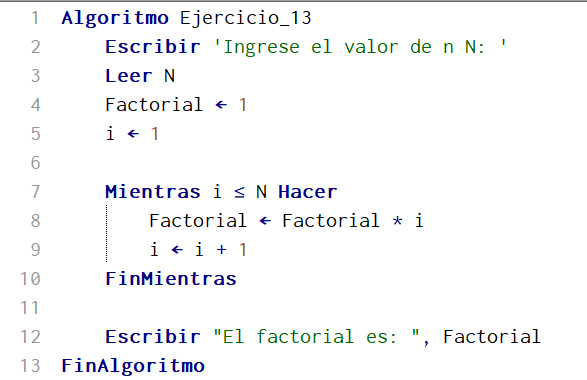 1 Algoritmo Ejercicio_13
2 Escribir 'Ingrese el valor de n N: '
3 Leer N
4 Factorial ← 1
5 i ← 1
6
7 Mientras i ≤ N Hacer
8 Factorial ← Factorial * i
9 i ← i + 1
10 FinMientras
11
12 Escribir "El factorial es: ", Factorial
13 FinAlgoritmo